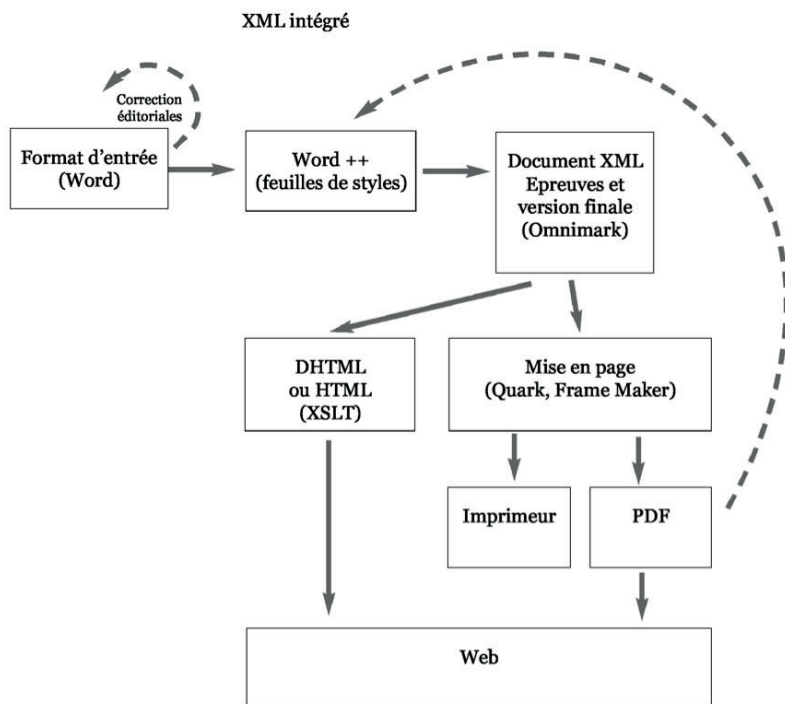 XML intégré
Correction
éditoriales
Format d'entrée
(Word)
Word ++
(feuilles de styles)
Document XML
Epreuves et
version finale
(Omnimark)
DHTML
ou HTML
(XSLT)
Mise en page
(Quark, Frame Maker)
Imprimeur
PDF
Web